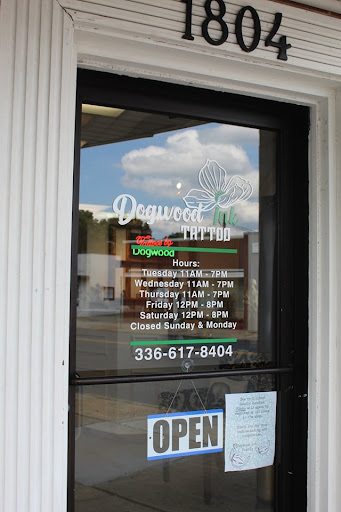 1804
Dogwood Ink
TATTOO
Dogwood
Hours:
Tuesday 11AM - 7PM
Wednesday 11AM - 7PM
Thursday 11AM - 7PM
Friday 12PM - 8PM
Saturday 12PM - 8PM
Closed Sunday & Monday
336-617-8404
OPEN